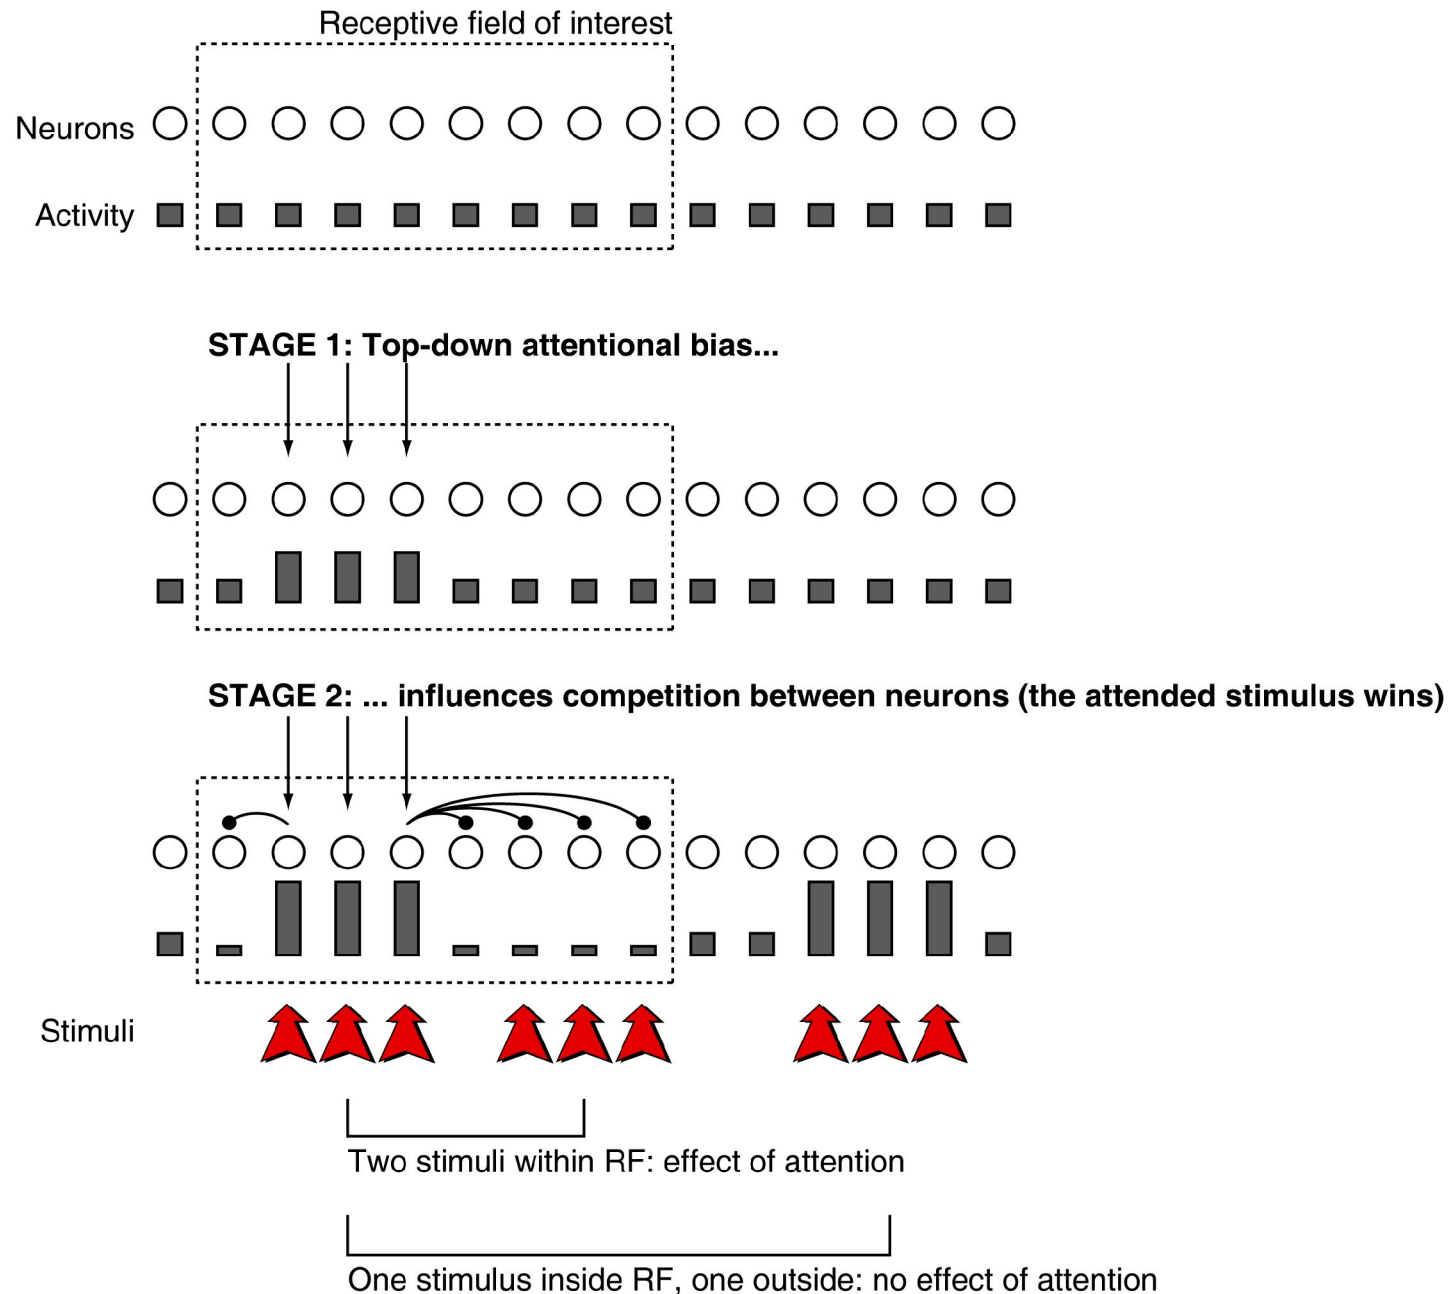 Receptive field of interest
Neurons
Activity
STAGE 1: Top-down attentional bias...
STAGE 2: ... influences competition between neurons (the attended stimulus wins)
Stimuli
Two stimuli within RF: effect of attention
One stimulus inside RF, one outside: no effect of attention